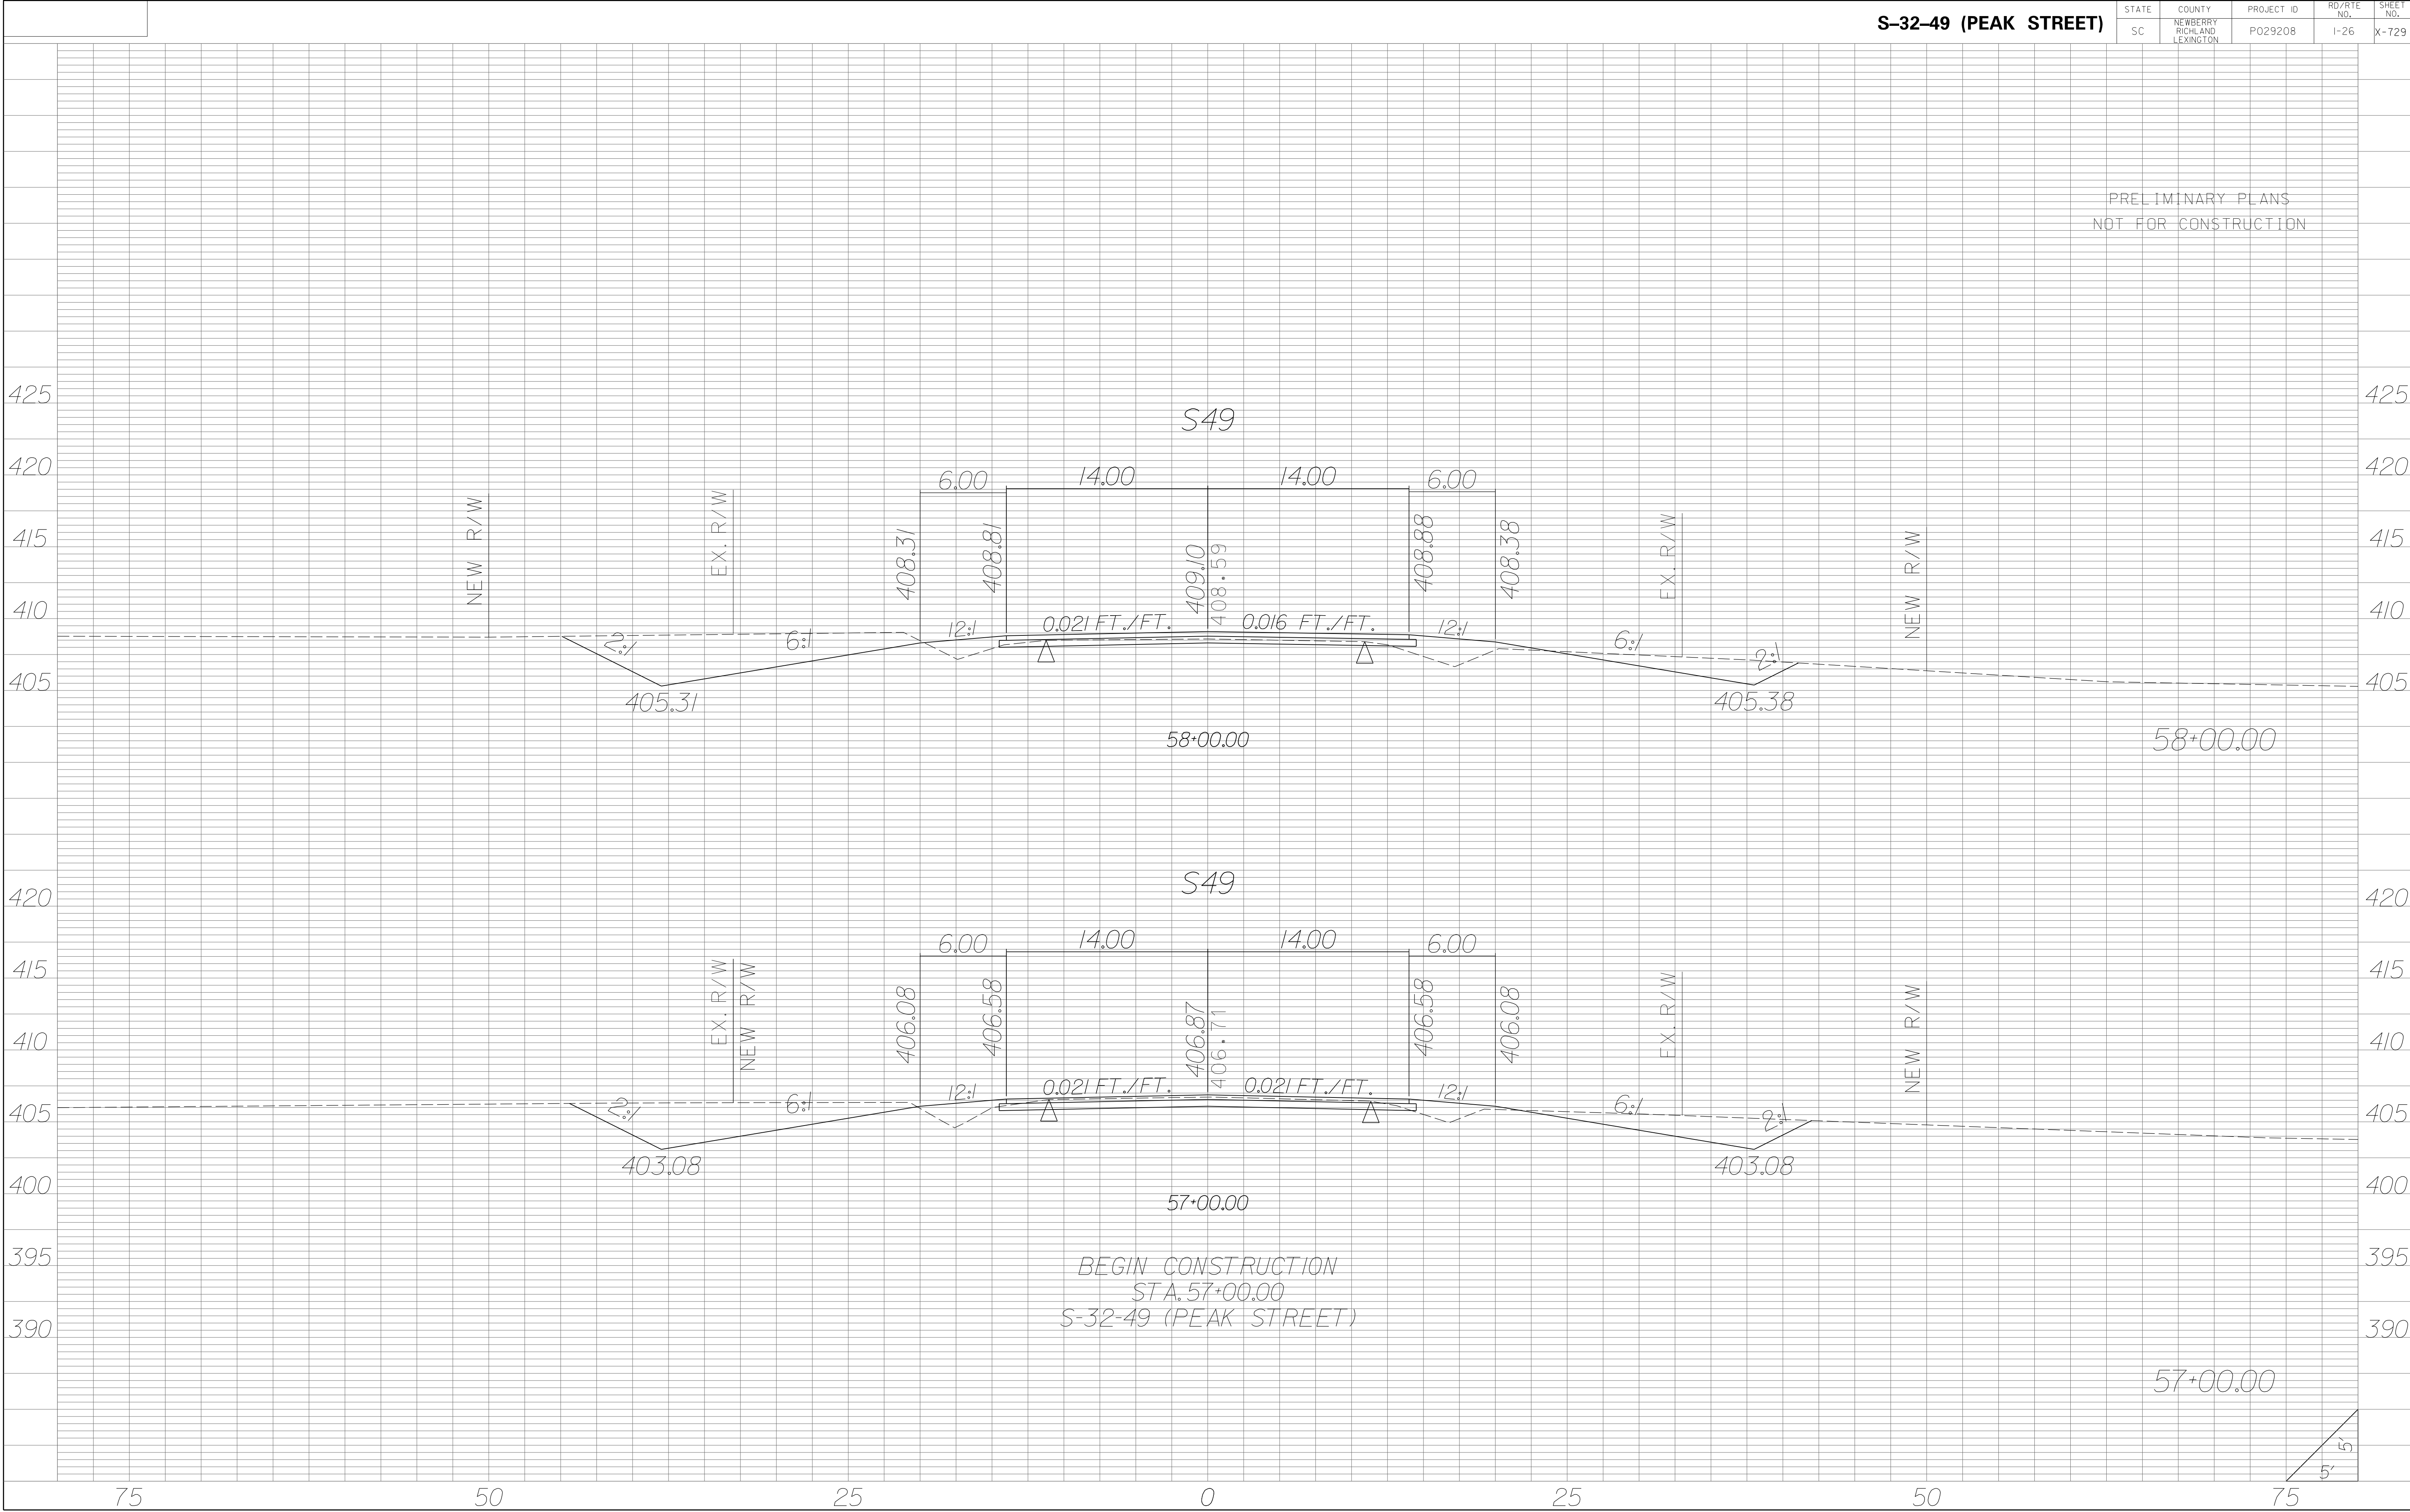 S-32-49 (PEAK STREET)
STATE COUNTY PROJECT ID RD/RTE NO. SHEET NO.
SC NEWBERRY RICHLAND LEXINGTON P029208 I-26 X-729
PRELIMINARY PLANS
NOT FOR CONSTRUCTION
425 425
S49
420 420
6.00 14.00 14.00 6.00
NEW R/W
EX. R/W
408.31
408.81
409.10
408.59
408.88
408.38
EX. R/W
NEW R/W
415 415
410 410
2:1 6:1 12:1 0.021 FT./FT. 0.016 FT./FT. 12:1 6:1 2:1
405 405
405.31 405.38
58+00.00 58+00.00
S49
420 420
6.00 14.00 14.00 6.00
EX. R/W
NEW R/W
406.08
406.58
406.87
406.71
406.58
406.08
EX. R/W
NEW R/W
415 415
410 410
2:1 6:1 12:1 0.021 FT./FT. 0.021 FT./FT. 12:1 6:1 2:1
405 405
403.08 403.08
400 400
57+00.00
395 395
BEGIN CONSTRUCTION
STA. 57+00.00
S-32-49 (PEAK STREET)
390 390
57+00.00
5'
5'
75 50 25 0 25 50 75